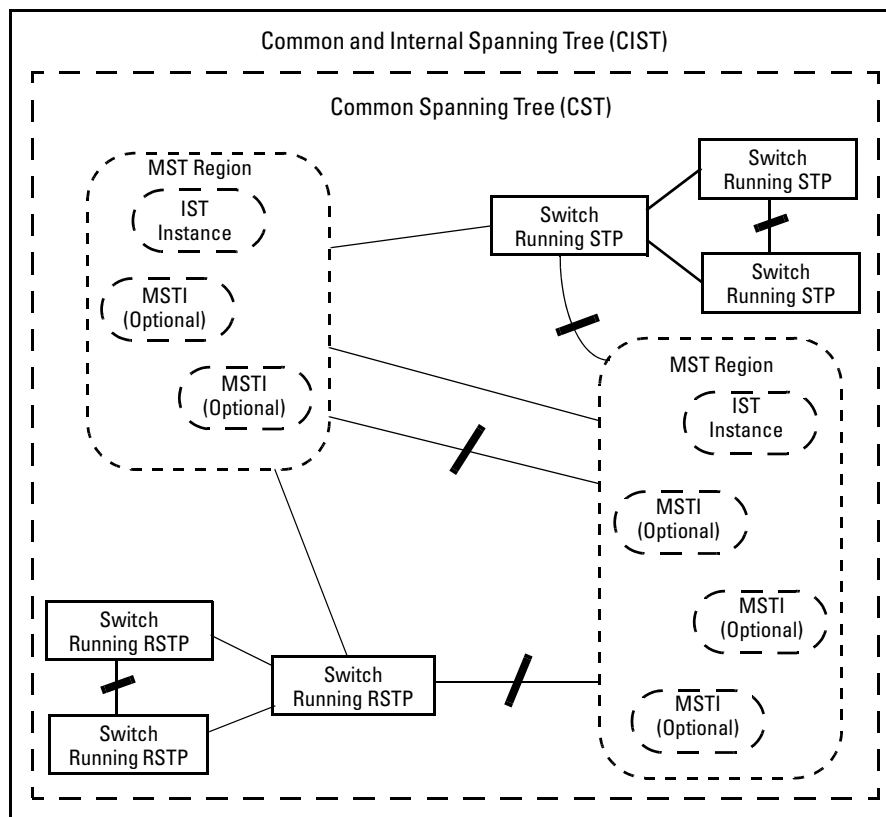 Common and Internal Spanning Tree (CIST)
Common Spanning Tree (CST)
MST Region
IST
Instance
MSTI
(Optional)
MSTI
(Optional)
Switch
Running STP
Switch
Running STP
Switch
Running STP
MST Region
IST
Instance
MSTI
(Optional)
MSTI
(Optional)
MSTI
(Optional)
Switch
Running RSTP
Switch
Running RSTP
Switch
Running RSTP